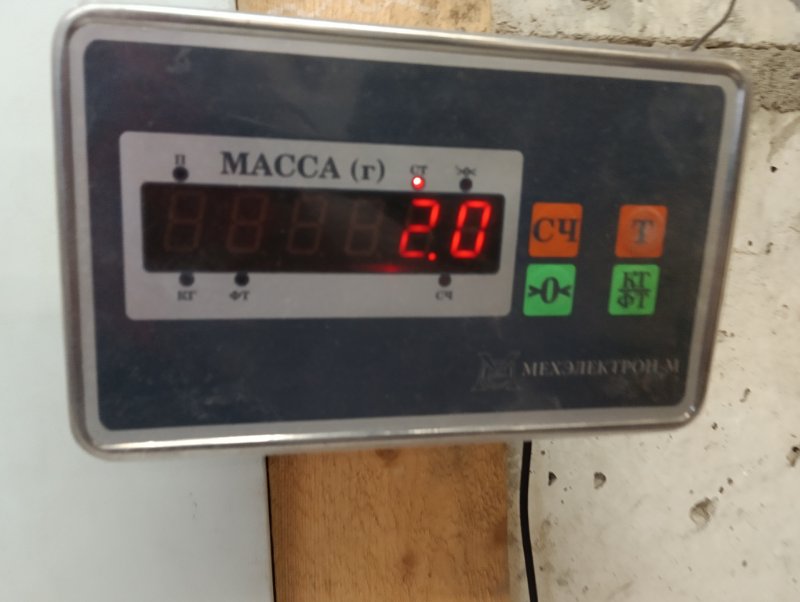 П
МАССА (г)
СТ
2.0
КГ
ФТ
СЧ
СЧ
Т
>0<
КГ
ФТ
МЕХЭЛЕКТРОН-М